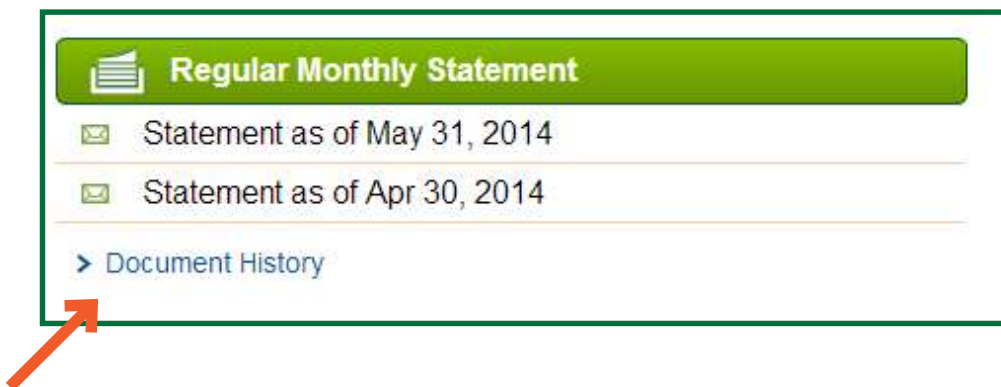 Regular Monthly Statement
Statement as of May 31, 2014
Statement as of Apr 30, 2014
> Document History